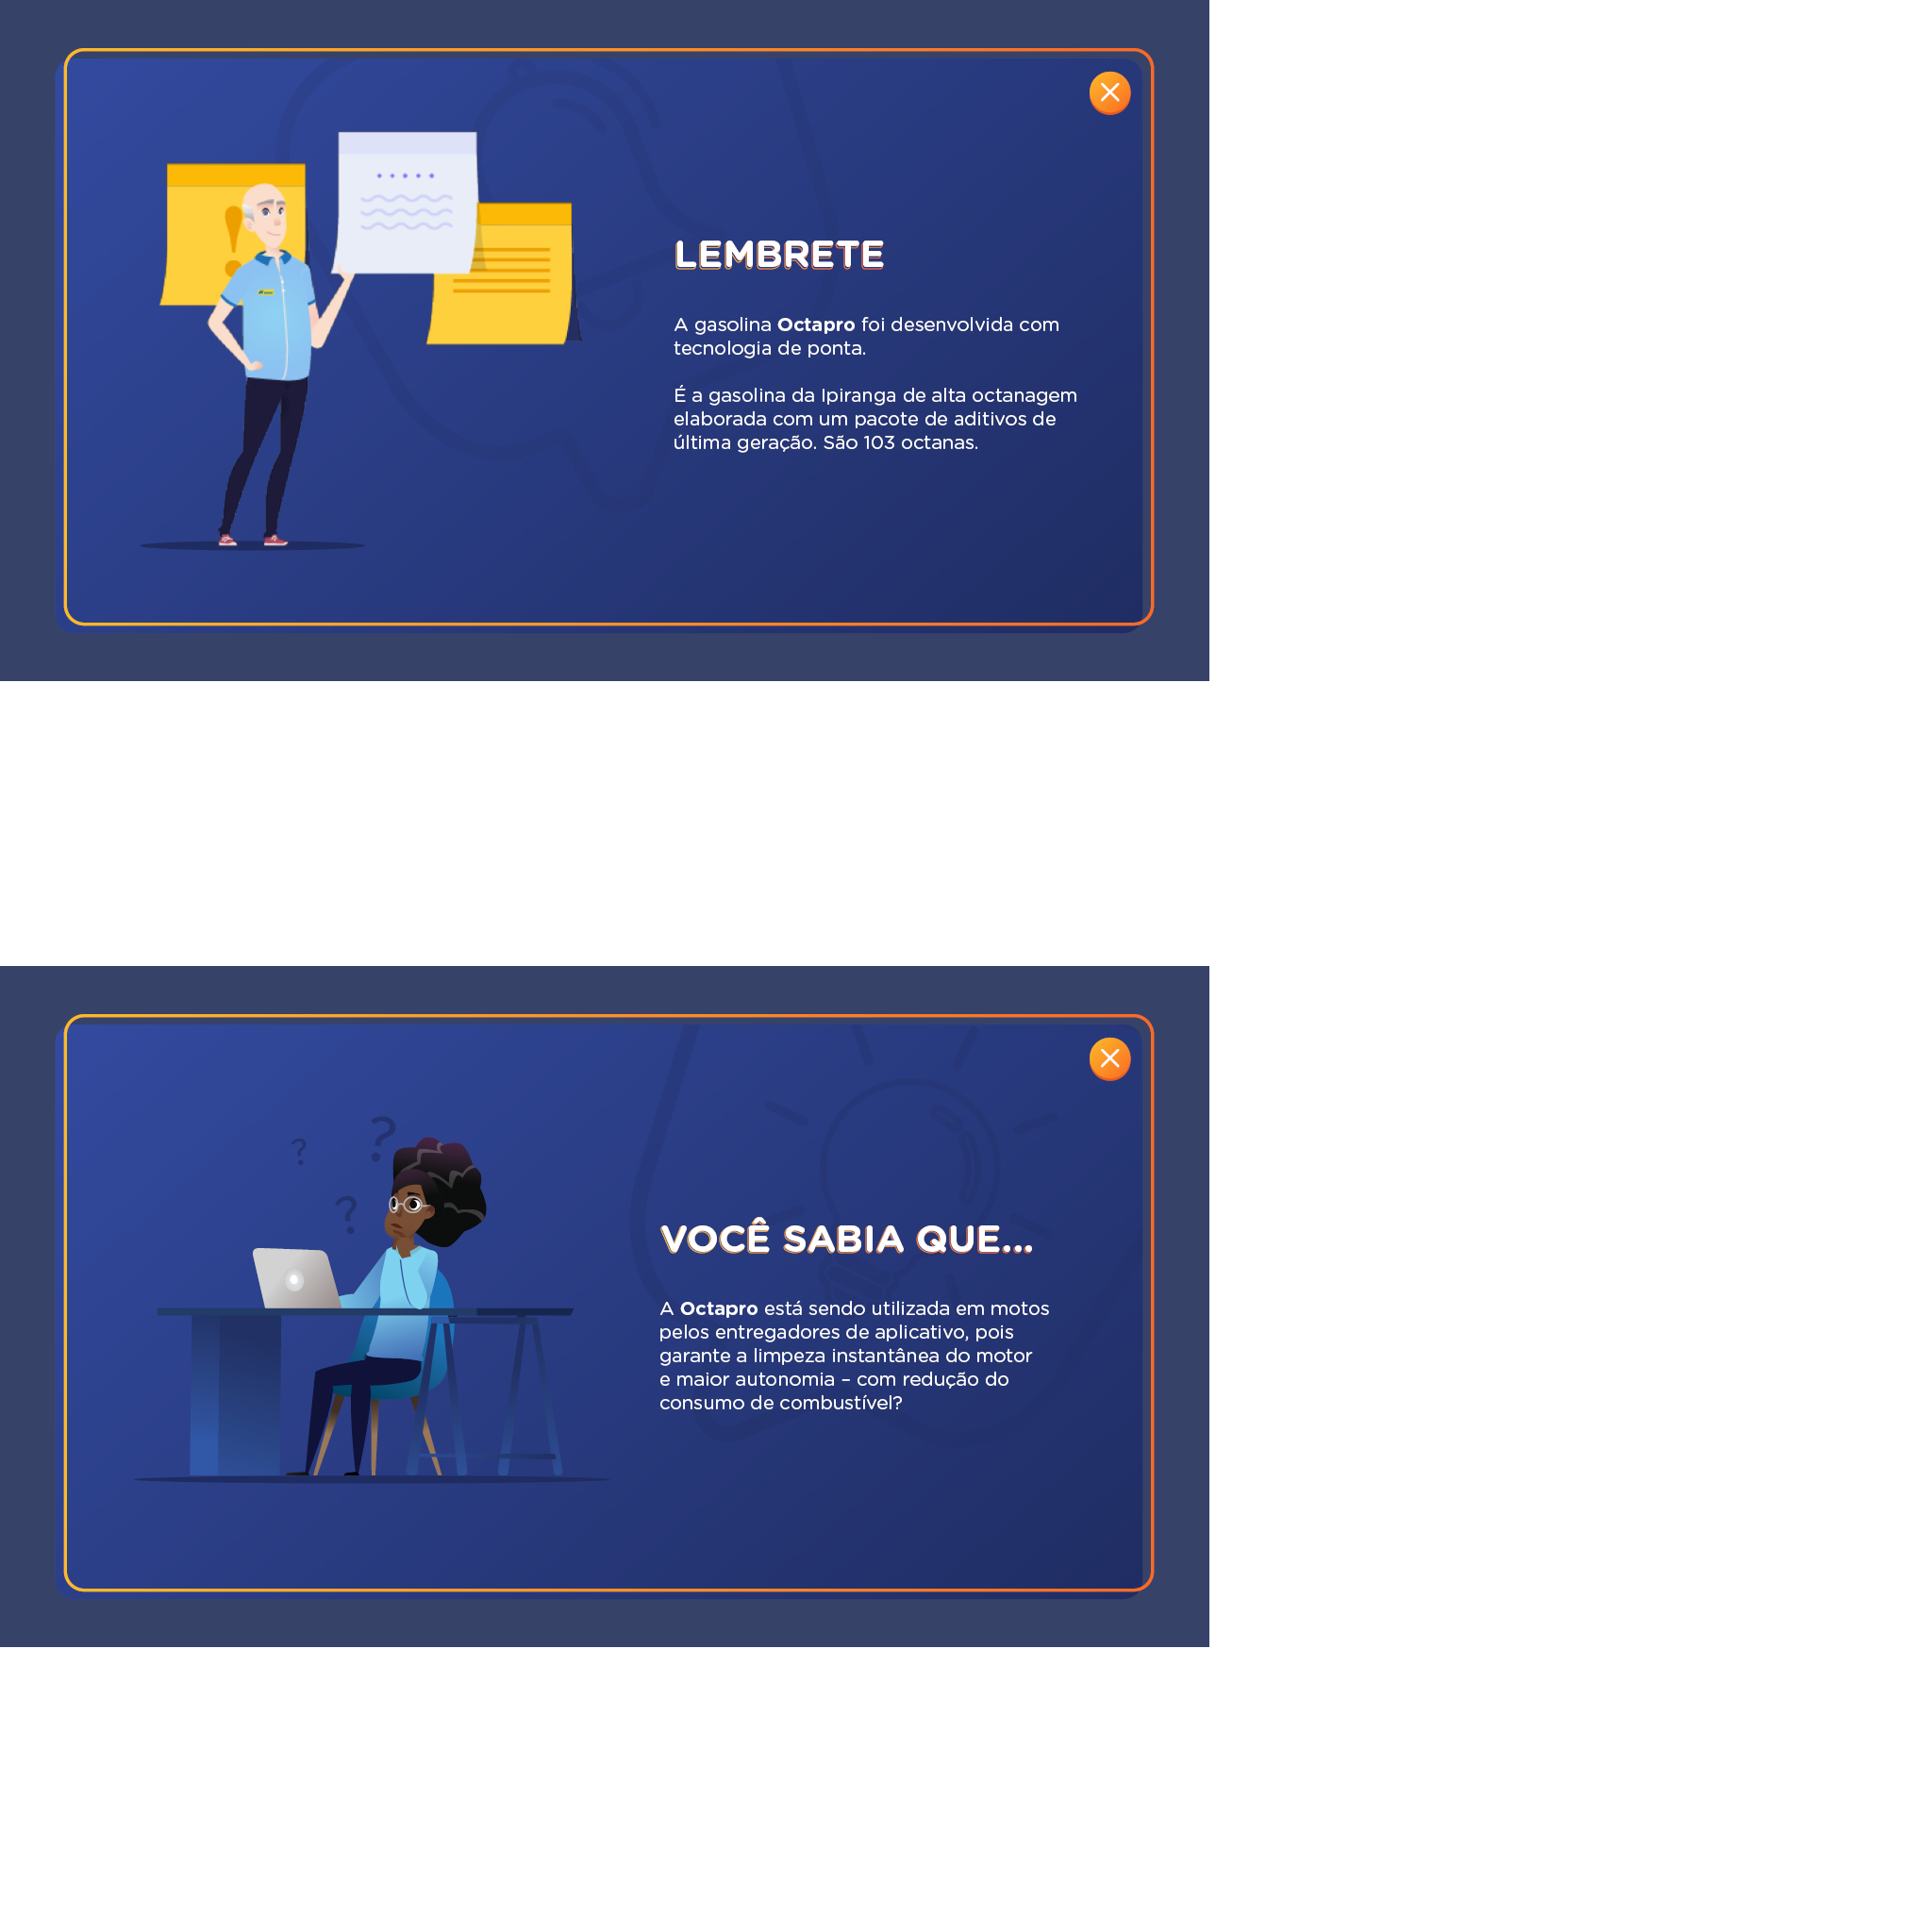 LEMBRETE
A gasolina Octapro foi desenvolvida com
tecnologia de ponta.
É a gasolina da Ipiranga de alta octanagem
elaborada com um pacote de aditivos de
última geração. São 103 octanas.
?
?
?
VOCÊ SABIA QUE...
A Octapro está sendo utilizada em motos
pelos entregadores de aplicativo, pois
garante a limpeza instantânea do motor
e maior autonomia – com redução do
consumo de combustível?